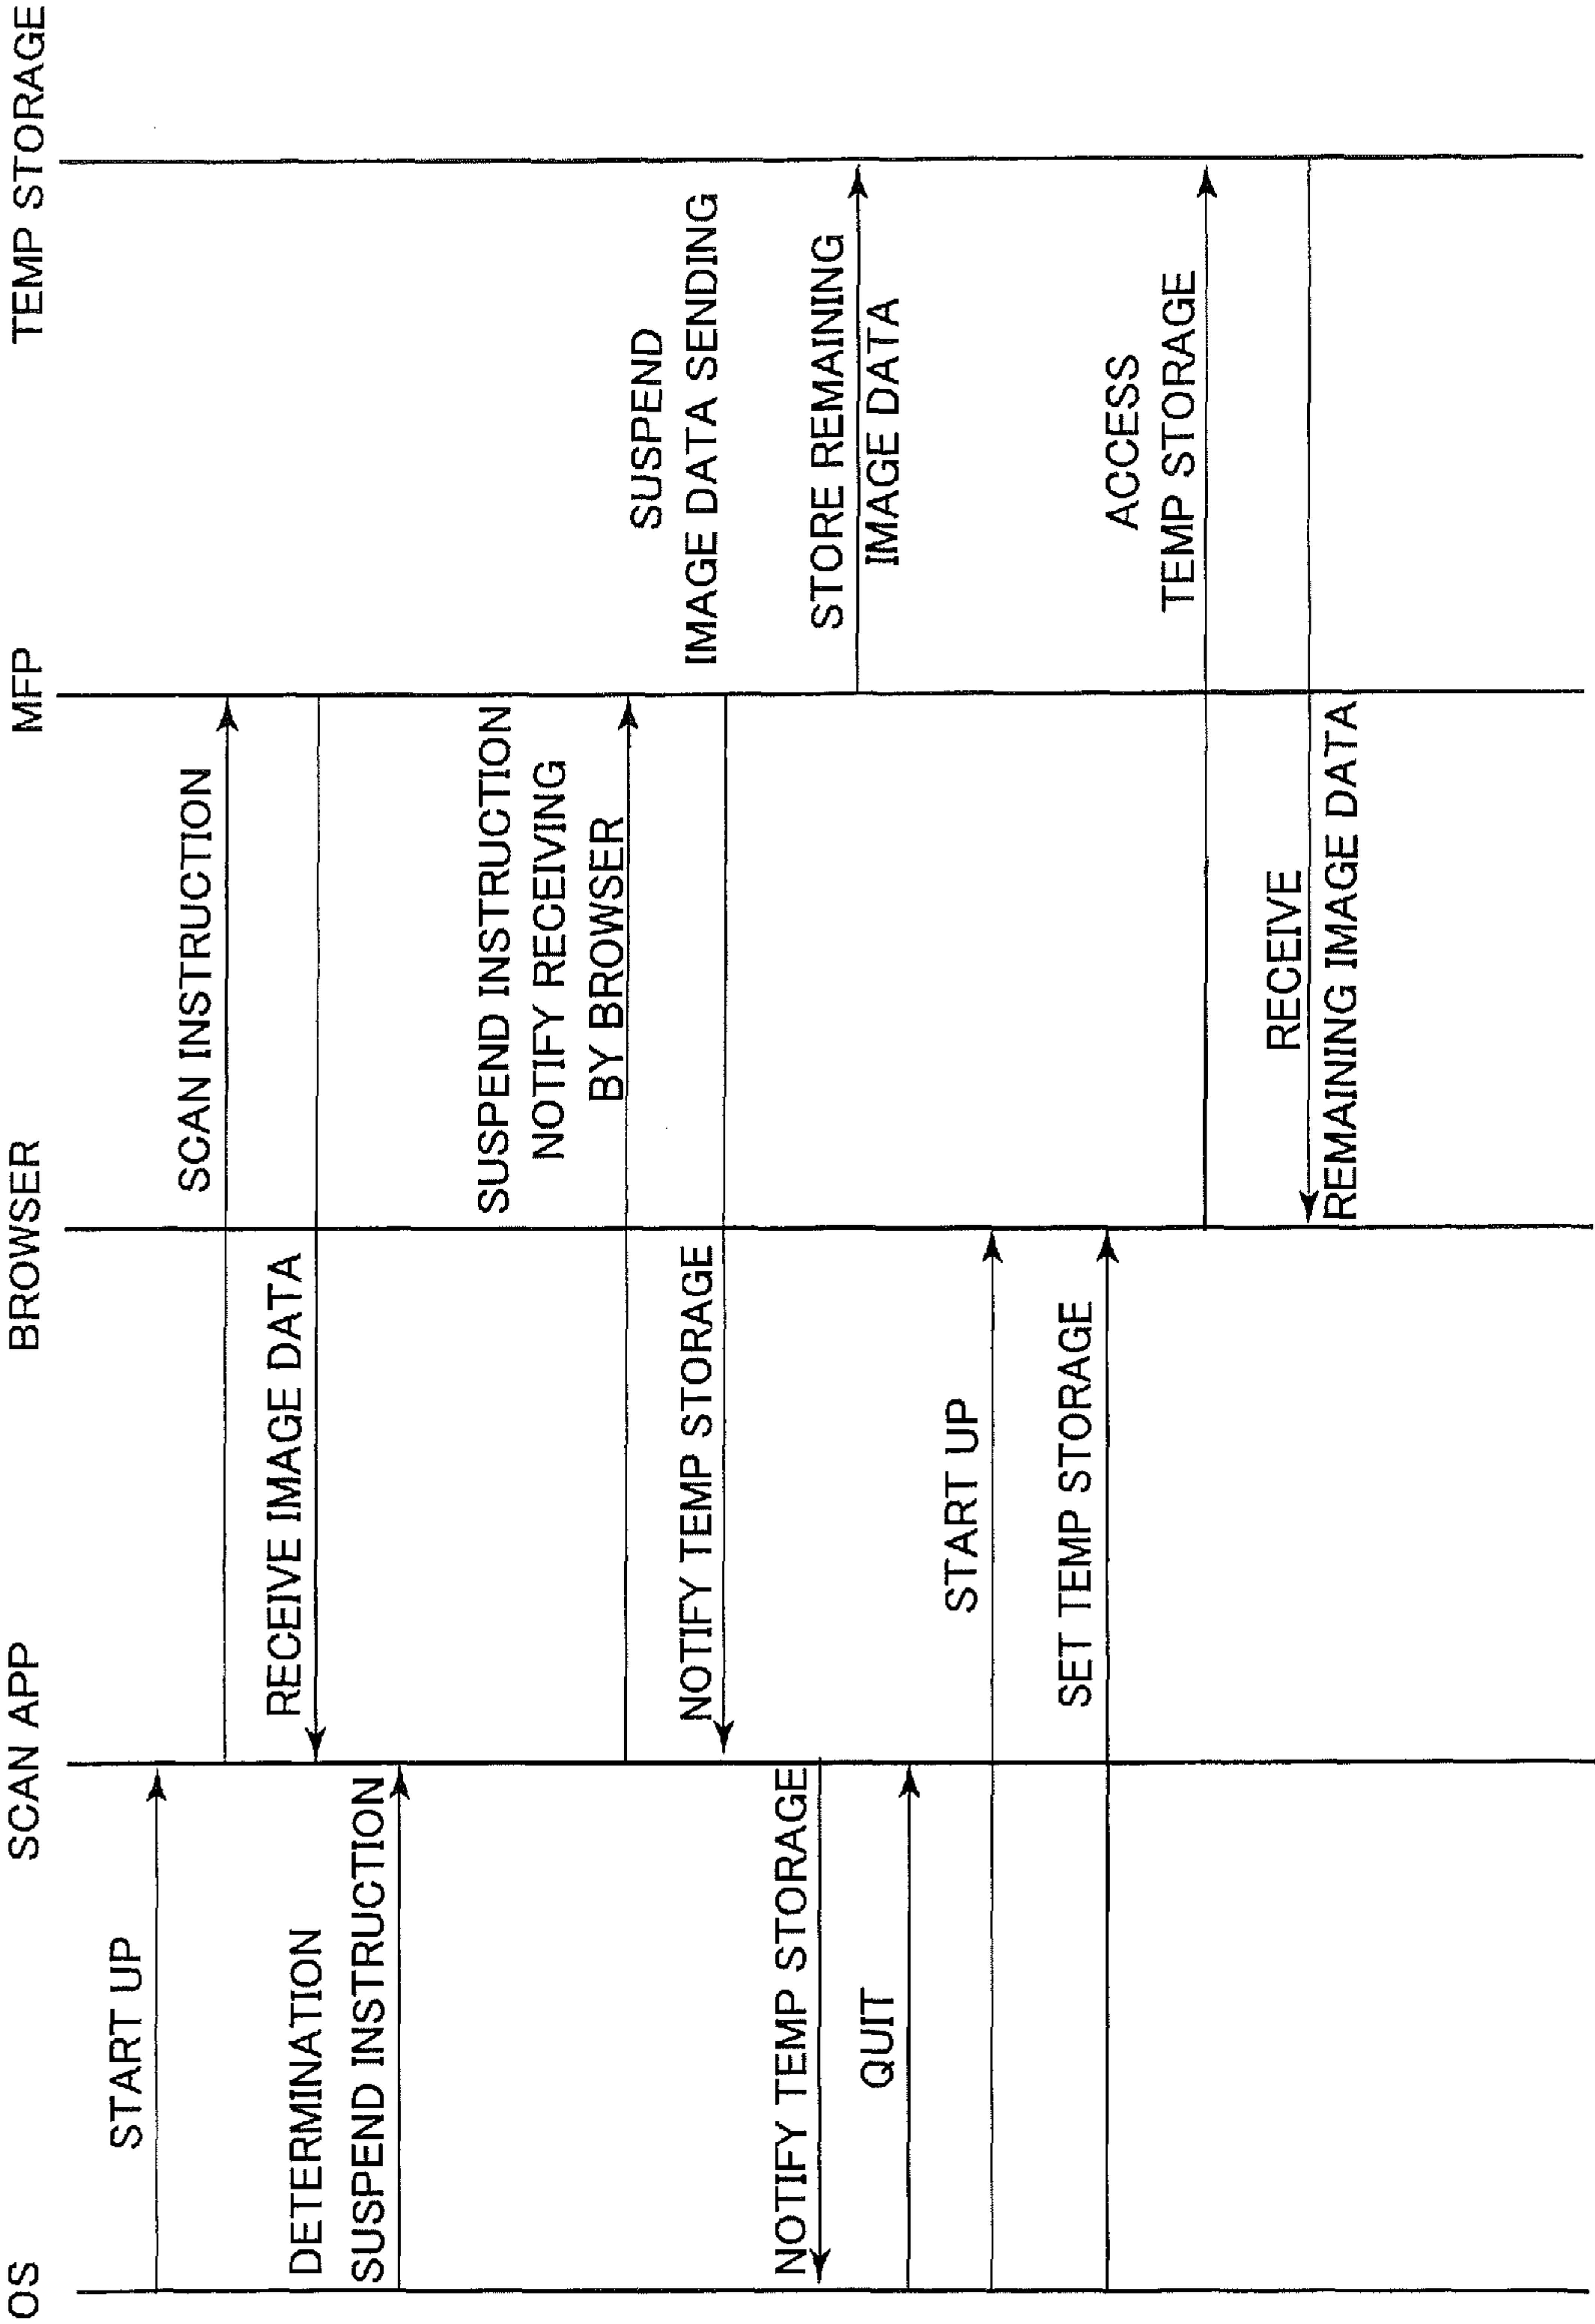 OS
SCAN APP
BROWSER
MFP
TEMP STORAGE
START UP
SCAN INSTRUCTION
RECEIVE IMAGE DATA
DETERMINATION
SUSPEND INSTRUCTION
SUSPEND INSTRUCTION
NOTIFY RECEIVING
BY BROWSER
SUSPEND
IMAGE DATA SENDING
NOTIFY TEMP STORAGE
NOTIFY TEMP STORAGE
STORE REMAINING
IMAGE DATA
QUIT
START UP
SET TEMP STORAGE
ACCESS
TEMP STORAGE
RECEIVE
REMAINING IMAGE DATA